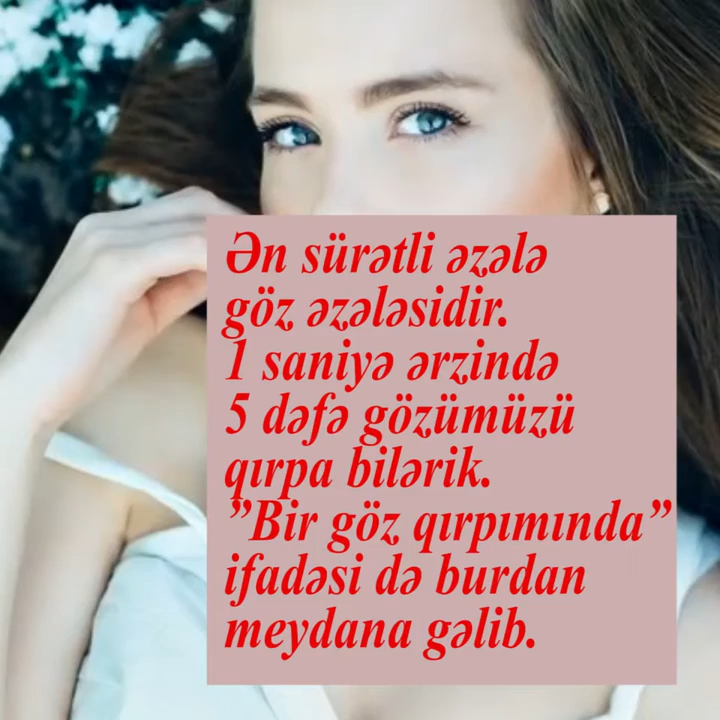 Ən sürətli əzələ
göz əzələsidir.
1 saniyə ərzində
5 dəfə gözümüzü
qırpa bilərik.
”Bir göz qırpımında”
ifadəsi də burdan
meydana gəlib.